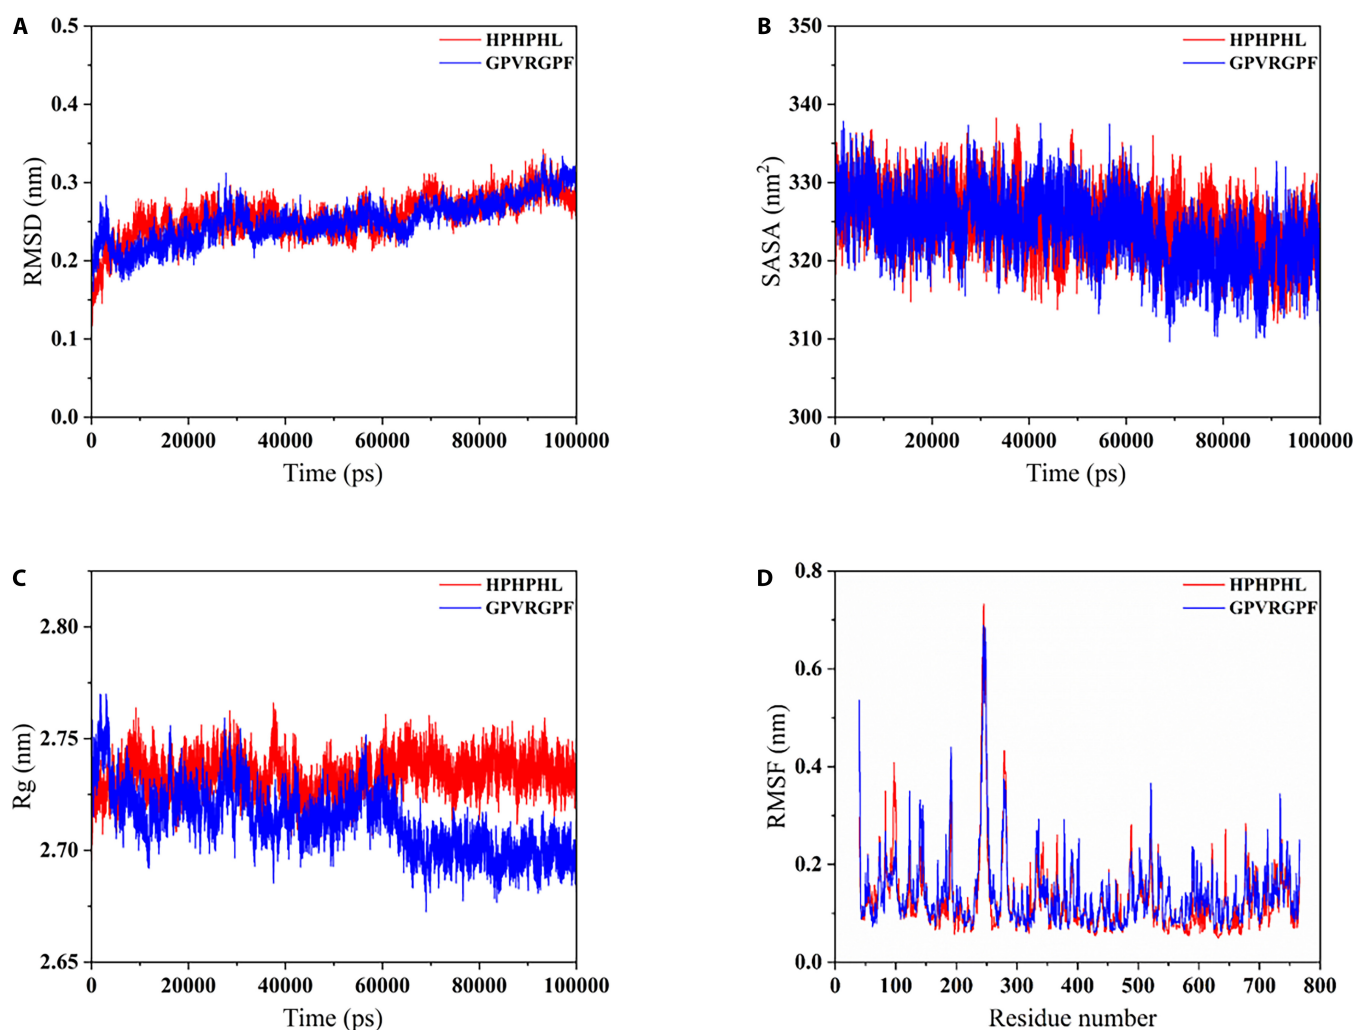 A
HPHPHL
GPVRGPF
0.5
0.4
0.3
0.2
0.1
0.0
RMSD (nm)
0 20000 40000 60000 80000 100000
Time (ps)
B
HPHPHL
GPVRGPF
350
340
330
320
310
300
SASA (nm²)
0 20000 40000 60000 80000 100000
Time (ps)
C
HPHPHL
GPVRGPF
2.80
2.75
2.70
2.65
Rg (nm)
0 20000 40000 60000 80000 100000
Time (ps)
D
HPHPHL
GPVRGPF
0.8
0.6
0.4
0.2
0.0
RMSF (nm)
0 100 200 300 400 500 600 700 800
Residue number